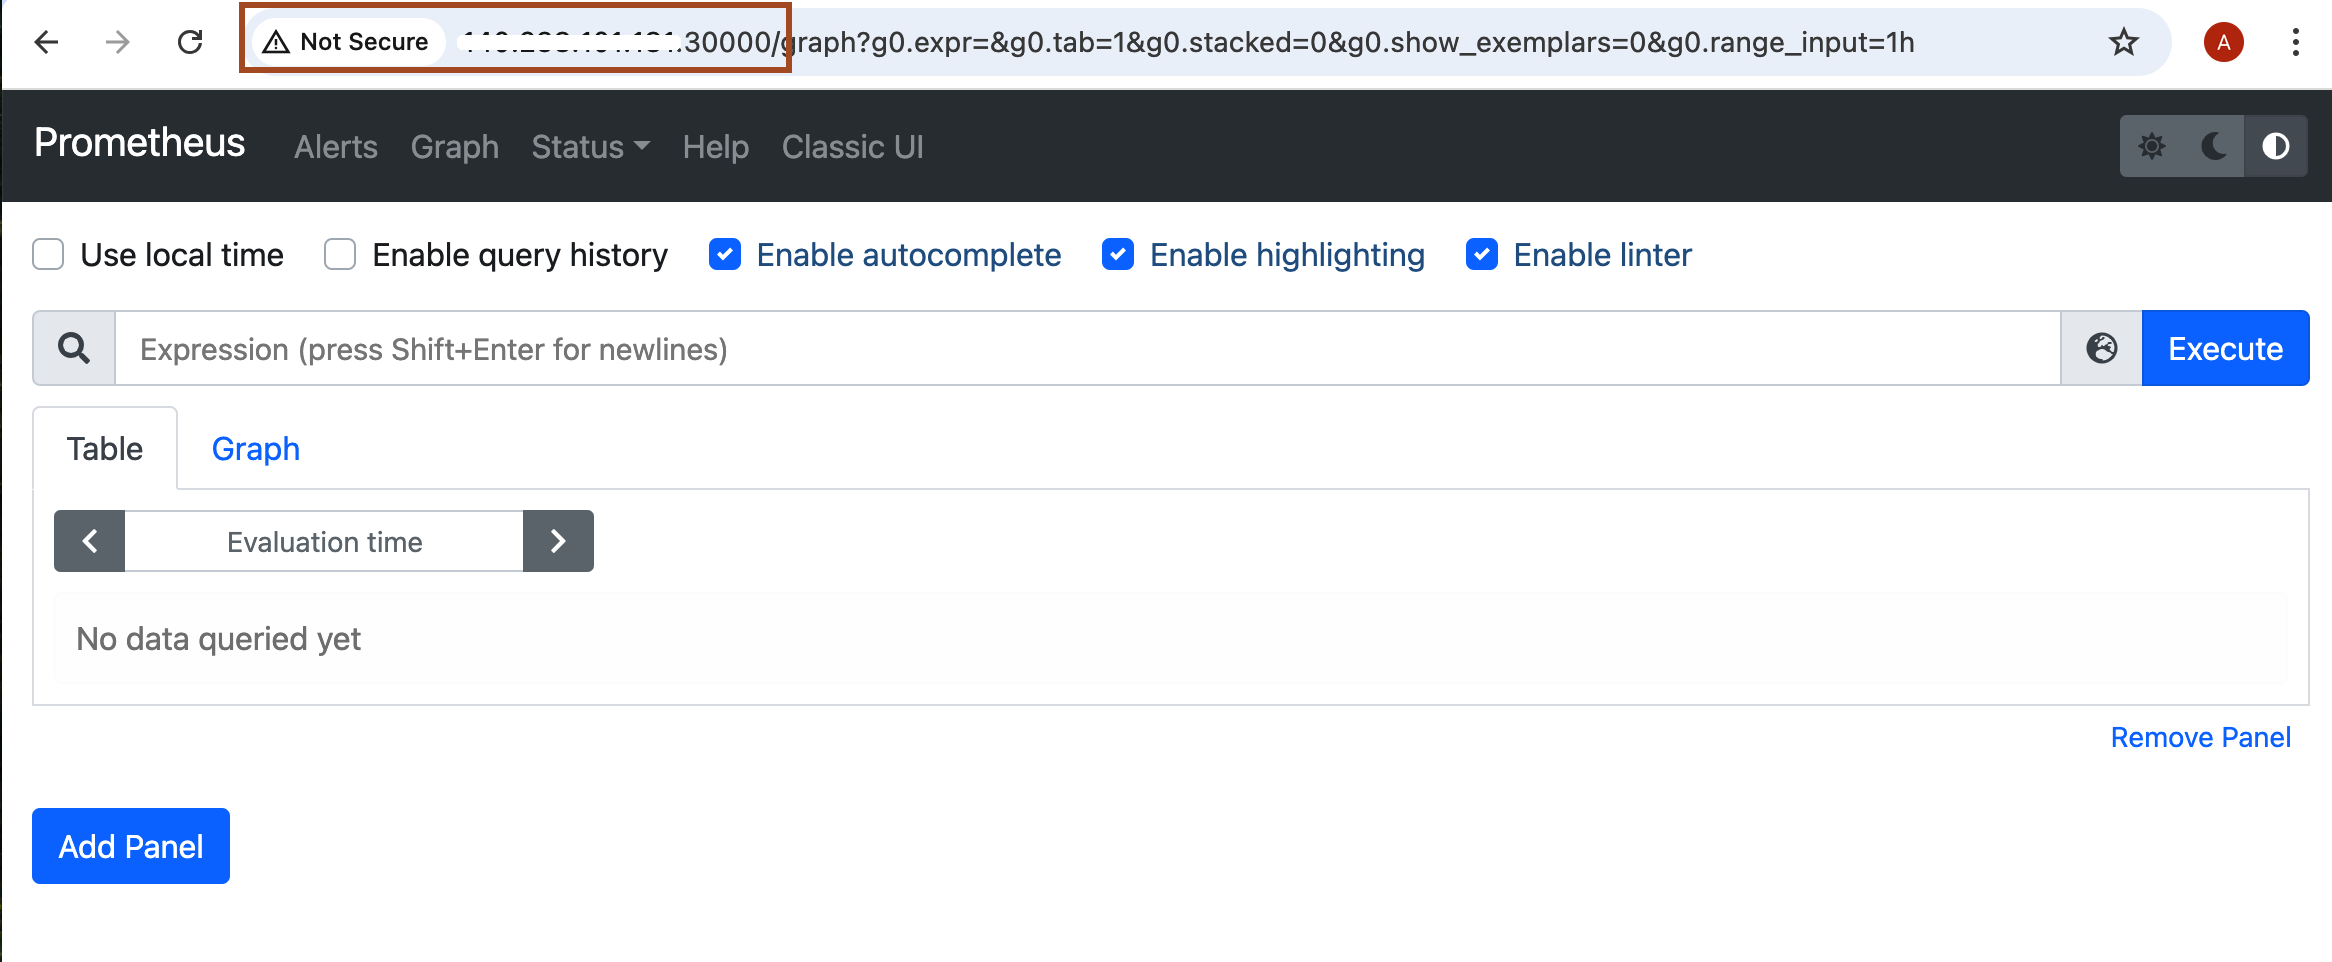 Not Secure :30000/graph?g0.expr=&g0.tab=1&g0.stacked=0&g0.show_exemplars=0&g0.range_input=1h
A
Prometheus Alerts Graph Status Help Classic UI
Use local time Enable query history Enable autocomplete Enable highlighting Enable linter
Expression (press Shift+Enter for newlines) Execute
Table Graph
Evaluation time
No data queried yet
Remove Panel
Add Panel